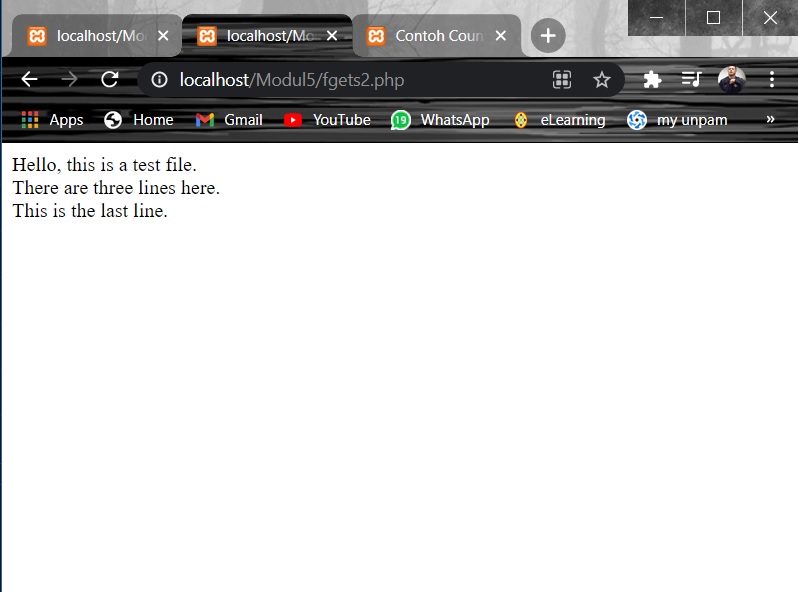 localhost/Mo
localhost/Mo
Contoh Coun
localhost/Modul5/fgets2.php
Apps
Home
Gmail
YouTube
19
WhatsApp
eLearning
my unpam
»
Hello, this is a test file.
There are three lines here.
This is the last line.